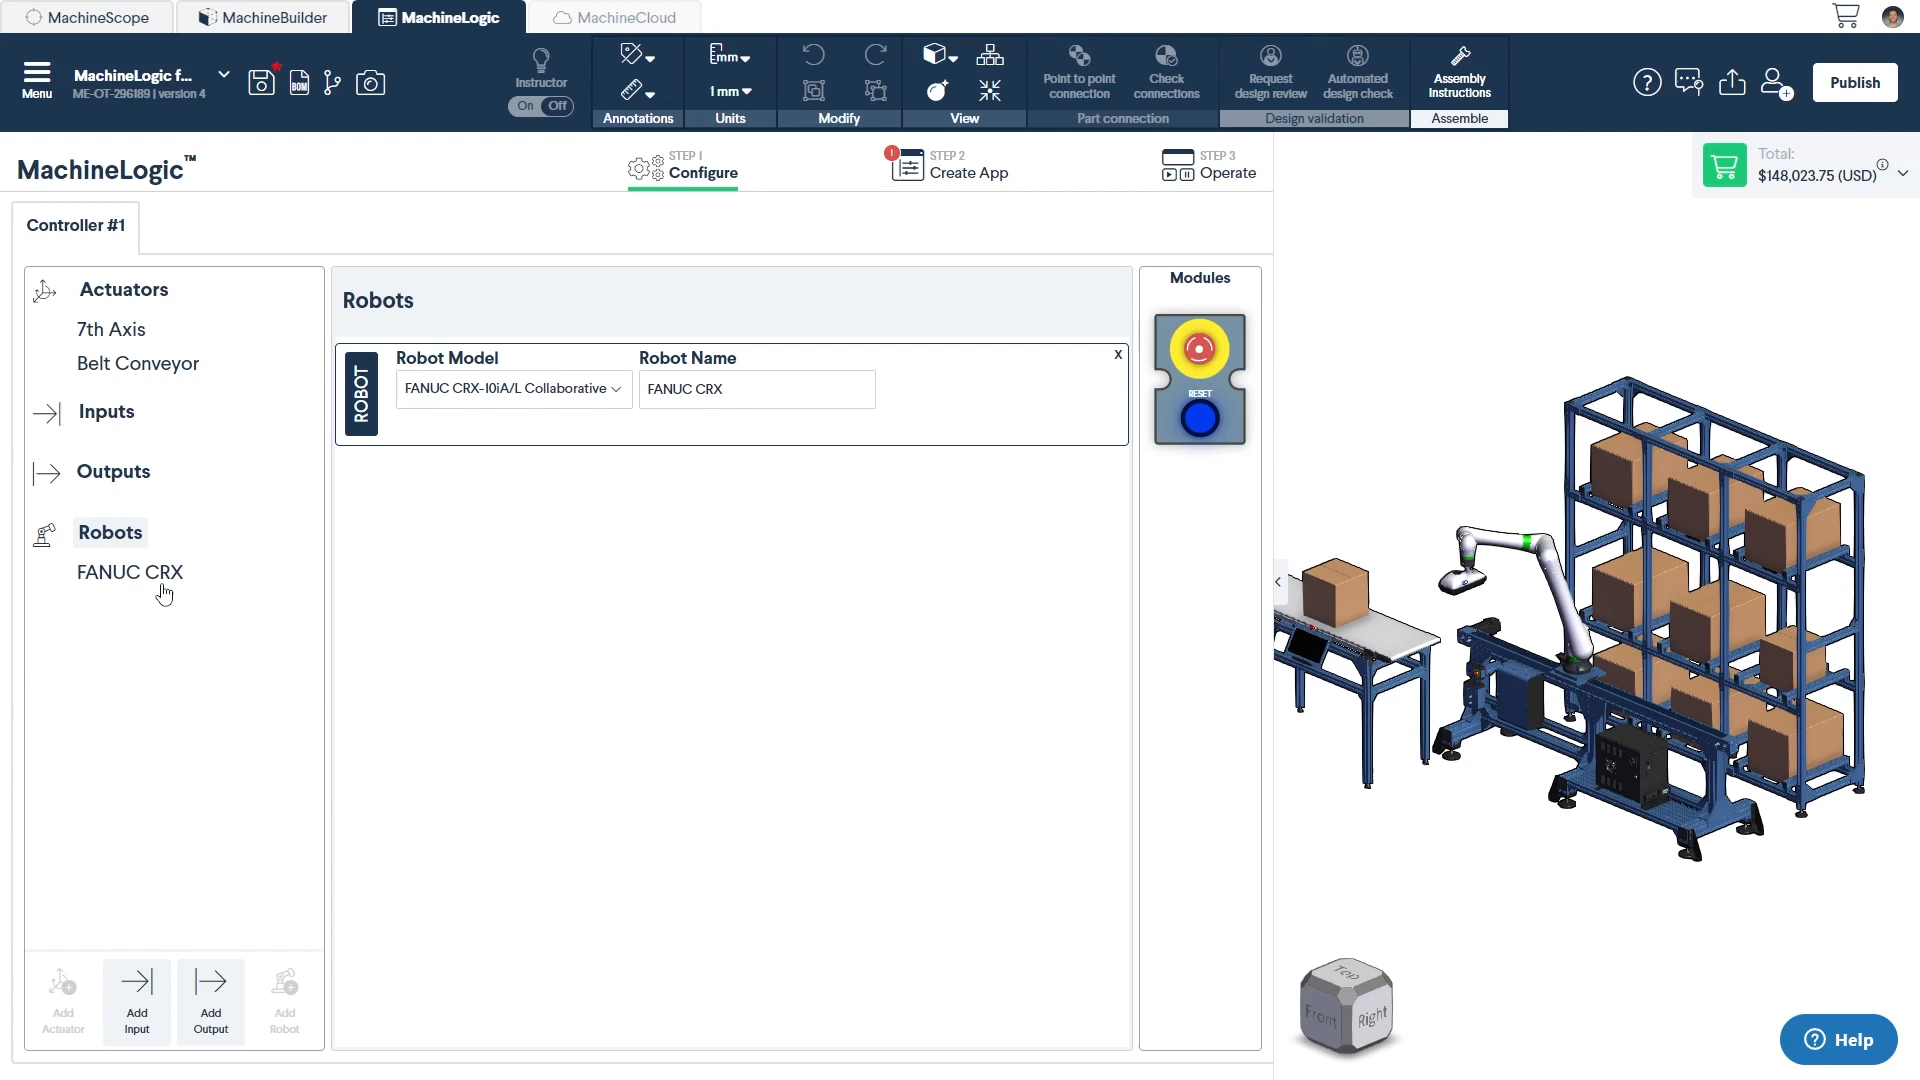 MachineScope
MachineBuilder
MachineLogic
MachineCloud
Menu
MachineLogic f...
ME-OT-296189 | version 4
BOM
Instructor
On Off
Annotations
mm
1 mm
Units
Modify
View
Point to point
connection
Check
connections
Part connection
Request
design review
Automated
design check
Design validation
Assembly
Instructions
Assemble
Publish
MachineLogic™
STEP 1
Configure
STEP 2
Create App
STEP 3
Operate
Total:
$148,023.75 (USD)
Controller #1
Actuators
7th Axis
Belt Conveyor
Inputs
Outputs
Robots
FANUC CRX
Add
Actuator
Add
Input
Add
Output
Add
Robot
Robots
ROBOT
Robot Model
FANUC CRX-10iA/L Collaborative
Robot Name
FANUC CRX
X
Modules
RESET
Top
Front
Right
Help